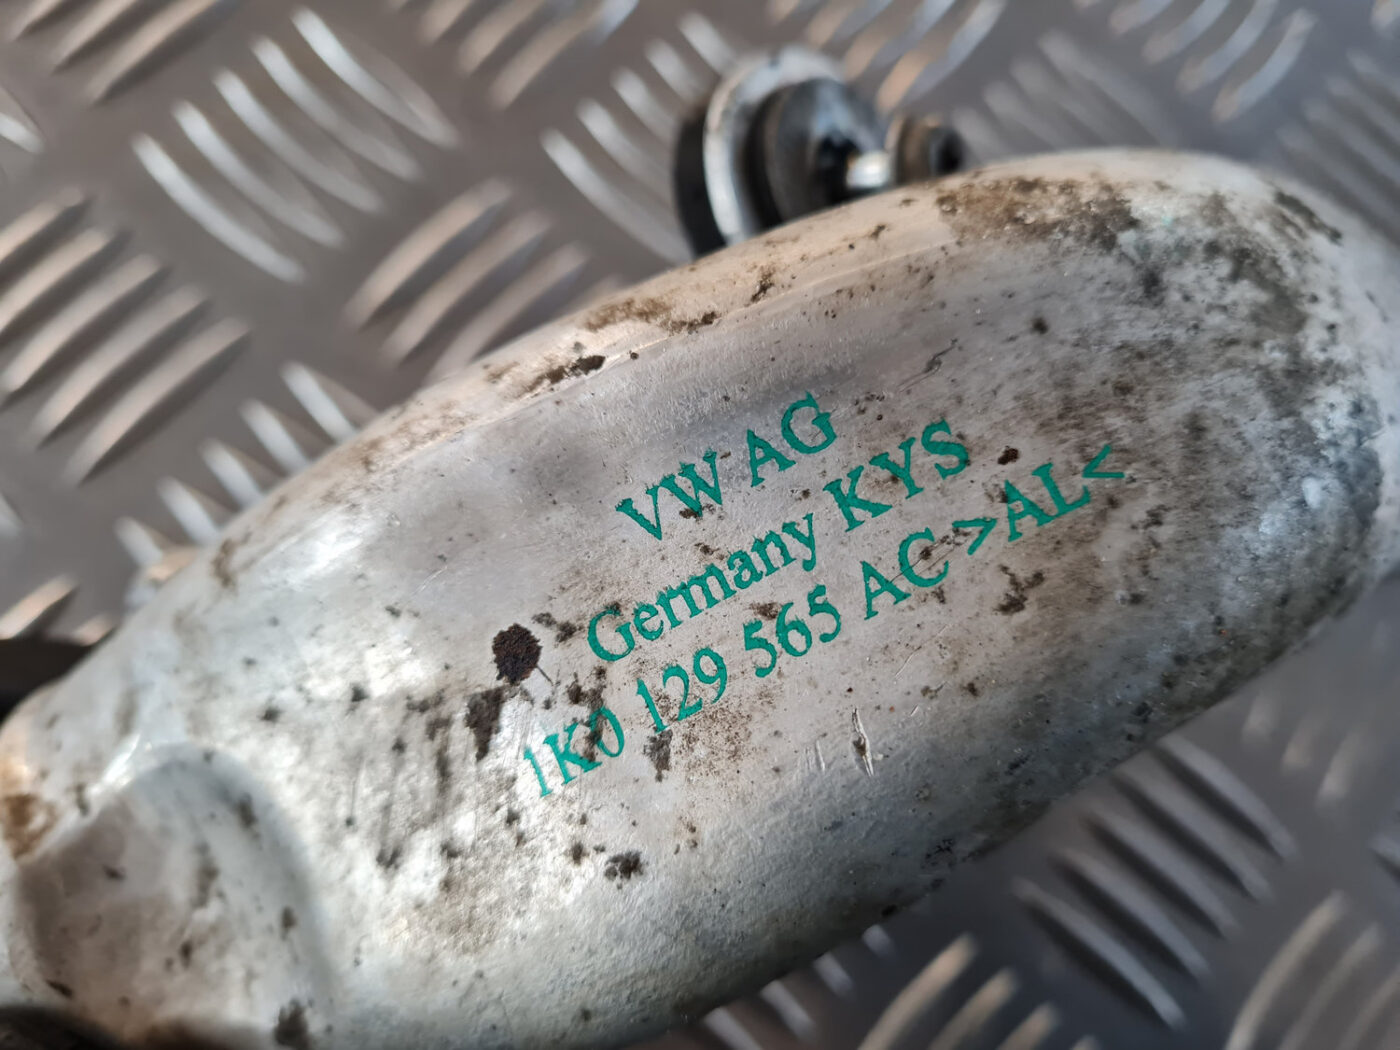 VW AG
Germany KYS
1K0 129 565 AC >AL<